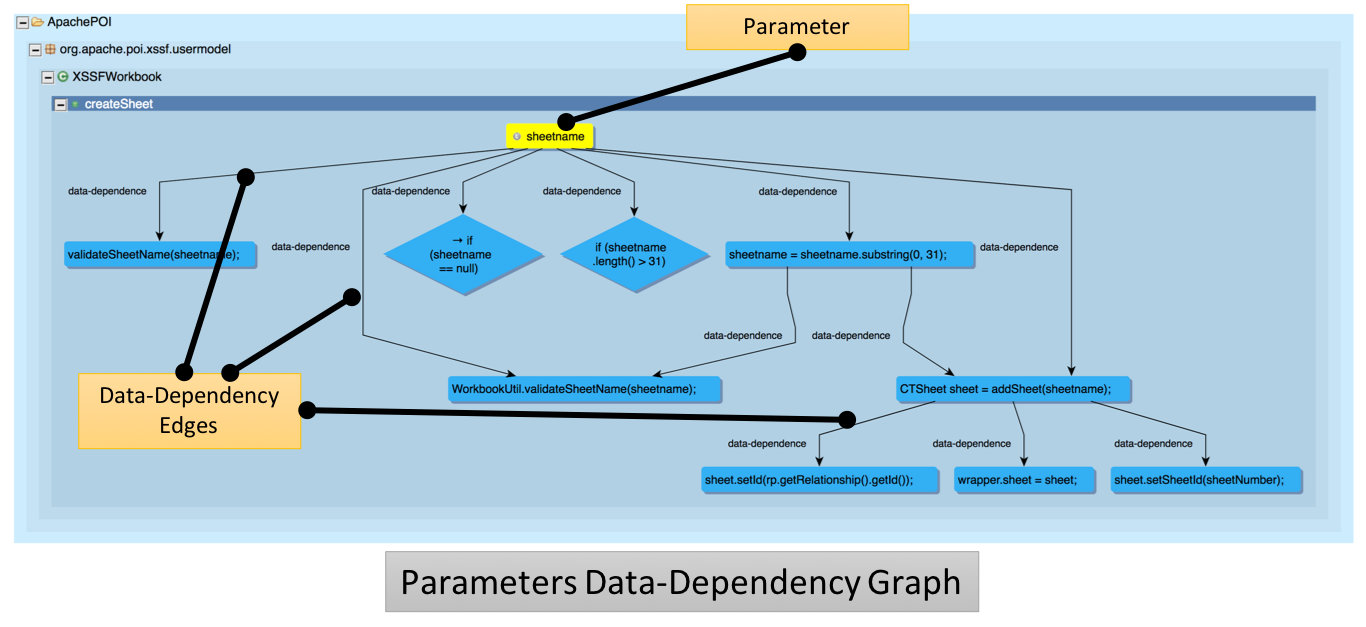 ApachePOI
Parameter
org.apache.poi.xssf.usermodel
XSSFWorkbook
createSheet
sheetname
data-dependence
data-dependence
data-dependence
data-dependence
data-dependence
data-dependence
validateSheetName(sheetname);
→ if
(sheetname
== null)
if (sheetname
.length() > 31)
sheetname = sheetname.substring(0, 31);
data-dependence
data-dependence
WorkbookUtil.validateSheetName(sheetname);
CTSheet sheet = addSheet(sheetname);
Data-Dependency
Edges
data-dependence
data-dependence
data-dependence
sheet.setId(rp.getRelationship().getId());
wrapper.sheet = sheet;
sheet.setSheetId(sheetNumber);
Parameters Data-Dependency Graph